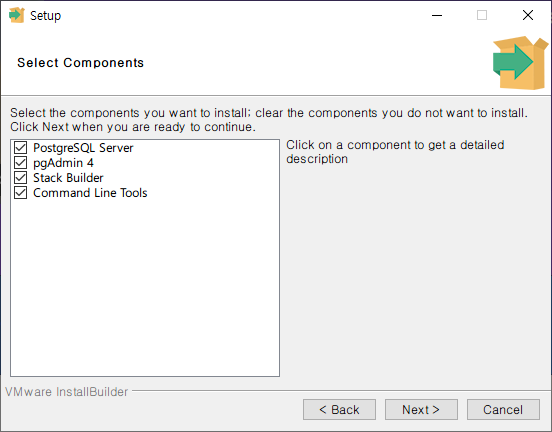 Setup
Select Components
Select the components you want to install; clear the components you do not want to install.
Click Next when you are ready to continue.
PostgreSQL Server
pgAdmin 4
Stack Builder
Command Line Tools
Click on a component to get a detailed
description
VMware InstallBuilder
< Back
Next >
Cancel